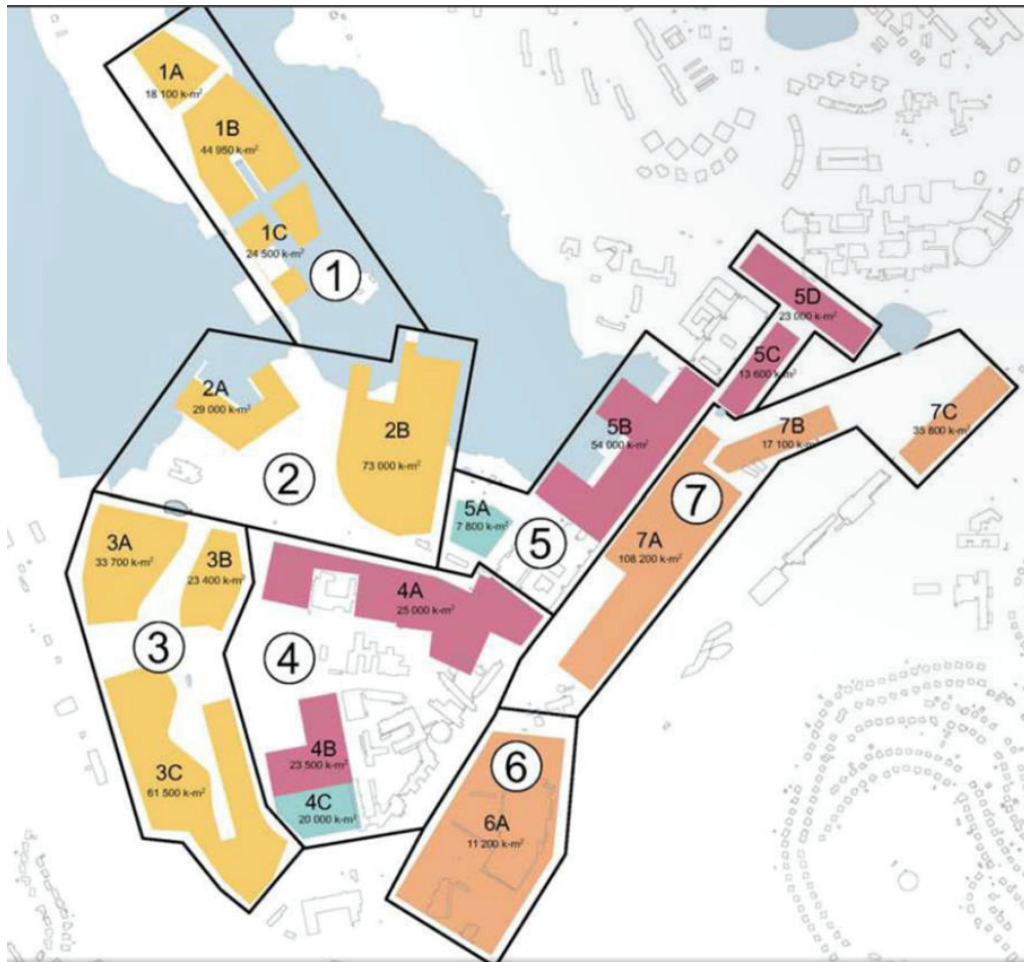 1A
18 100 k-m²
1B
44 950 k-m²
1C
24 500 k-m²
1
2A
29 000 k-m²
2B
73 000 k-m²
2
3A
33 700 k-m²
3B
23 400 k-m²
3
3C
61 500 k-m²
4A
25 000 k-m²
4
4B
23 500 k-m²
4C
20 000 k-m²
5A
7 800 k-m²
5
5B
54 000 k-m²
5C
13 600 k-m²
5D
23 000 k-m²
6
6A
11 200 k-m²
7
7A
108 200 k-m²
7B
17 100 k-m²
7C
35 800 k-m²